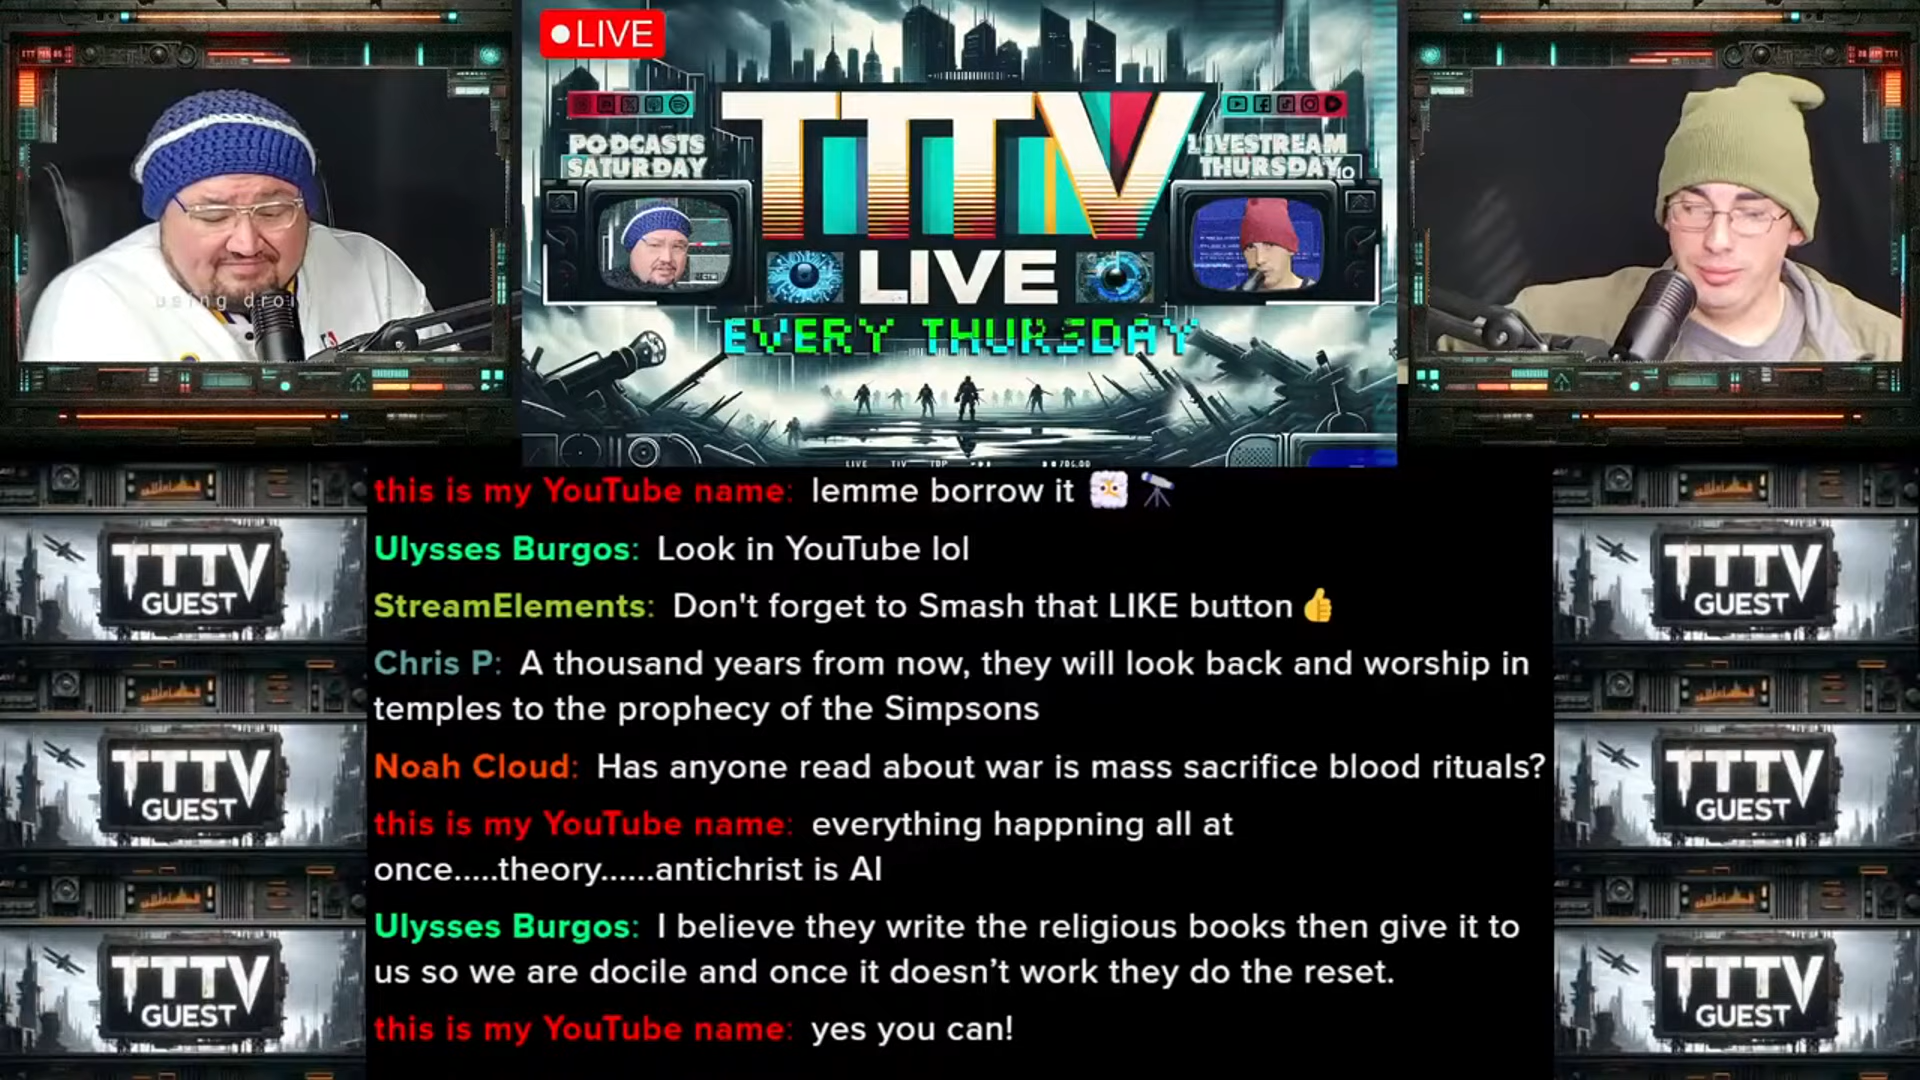 LIVE
TTTV
PODCASTS
SATURDAY
LIVESTREAM
THURSDAY
LIVE
EVERY THURSDAY
this is my YouTube name: lemme borrow it
Ulysses Burgos: Look in YouTube lol
StreamElements: Don't forget to Smash that LIKE button👍
Chris P: A thousand years from now, they will look back and worship in
temples to the prophecy of the Simpsons
Noah Cloud: Has anyone read about war is mass sacrifice blood rituals?
this is my YouTube name: everything happning all at
once.....theory......antichrist is AI
Ulysses Burgos: I believe they write the religious books then give it to
us so we are docile and once it doesn’t work they do the reset.
this is my YouTube name: yes you can!
TTTV
GUEST
TTTV
GUEST
TTTV
GUEST
TTTV
GUEST
TTTV
GUEST
TTTV
GUEST